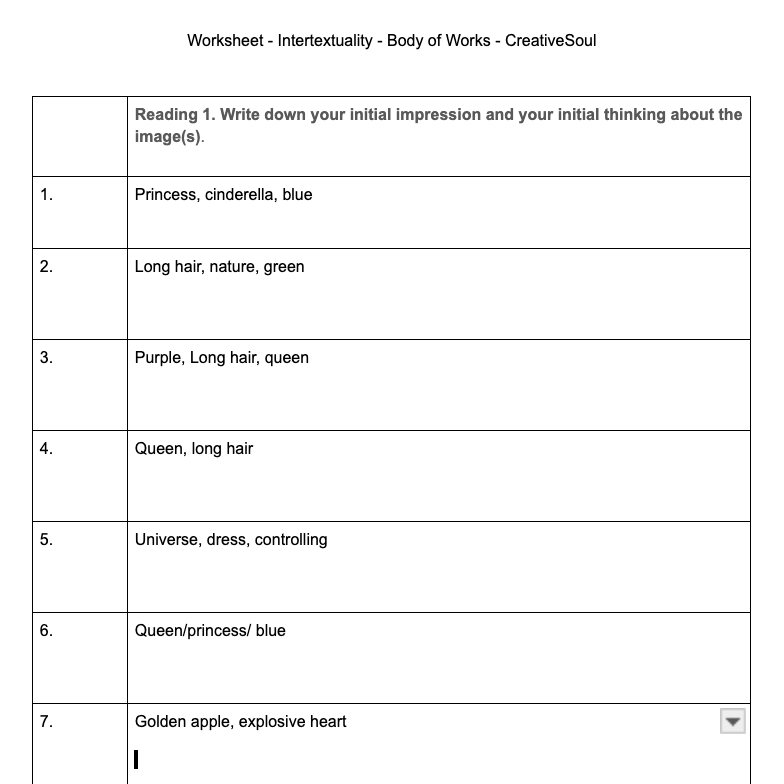 Worksheet - Intertextuality - Body of Works - CreativeSoul
Reading 1. Write down your initial impression and your initial thinking about the
image(s).
1.
Princess, cinderella, blue
2.
Long hair, nature, green
3.
Purple, Long hair, queen
4.
Queen, long hair
5.
Universe, dress, controlling
6.
Queen/princess/ blue
7.
Golden apple, explosive heart